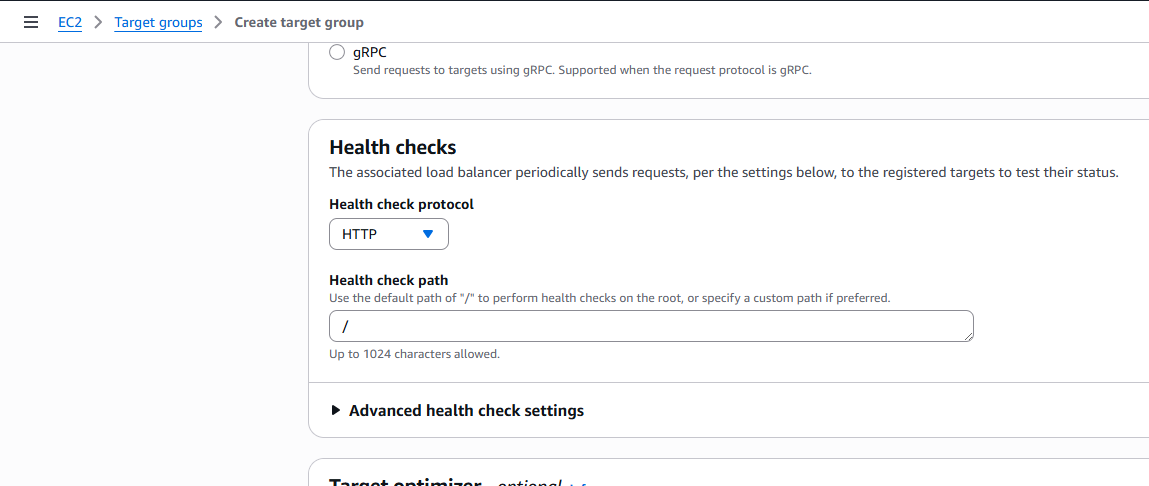 EC2 > Target groups > Create target group
gRPC
Send requests to targets using gRPC. Supported when the request protocol is gRPC.
Health checks
The associated load balancer periodically sends requests, per the settings below, to the registered targets to test their status.
Health check protocol
HTTP
Health check path
Use the default path of "/" to perform health checks on the root, or specify a custom path if preferred.
/
Up to 1024 characters allowed.
Advanced health check settings
Target optimizer - optional